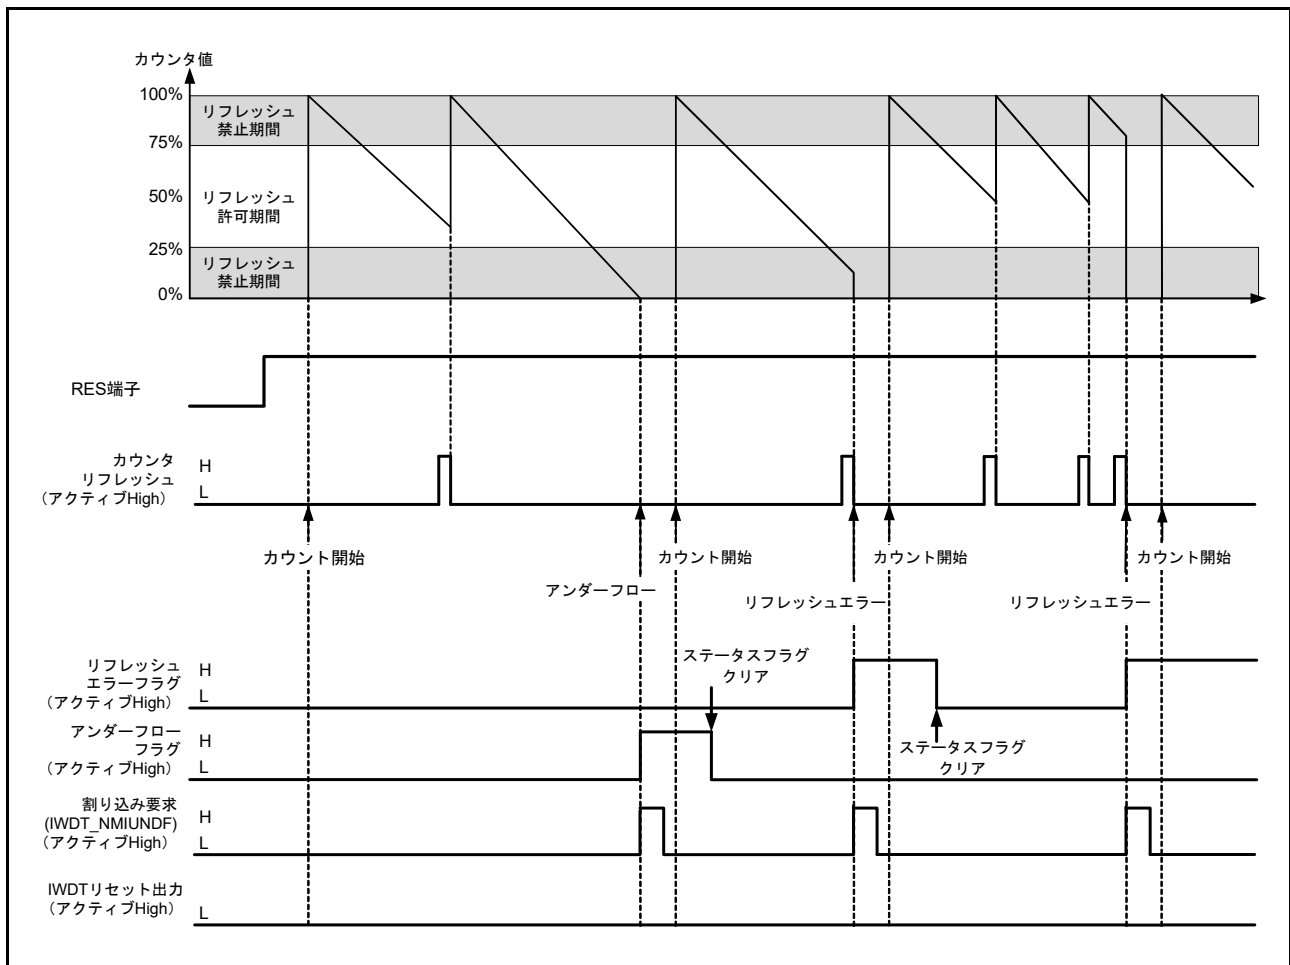 カウンタ値
100%
リフレッシュ
禁止期間
75%
50%
リフレッシュ
許可期間
25%
リフレッシュ
禁止期間
0%
RES端子
カウンタ
リフレッシュ
（アクティブHigh）
H
L
カウント開始
カウント開始
カウント開始
カウント開始
アンダーフロー
リフレッシュエラー
リフレッシュエラー
ステータスフラグ
クリア
リフレッシュ
エラーフラグ
（アクティブHigh）
H
L
アンダーフロー
フラグ
（アクティブHigh）
H
L
ステータスフラグ
クリア
割り込み要求
(IWDT_NMIUNDF)
（アクティブHigh）
H
L
IWDTリセット出力
（アクティブHigh）
L